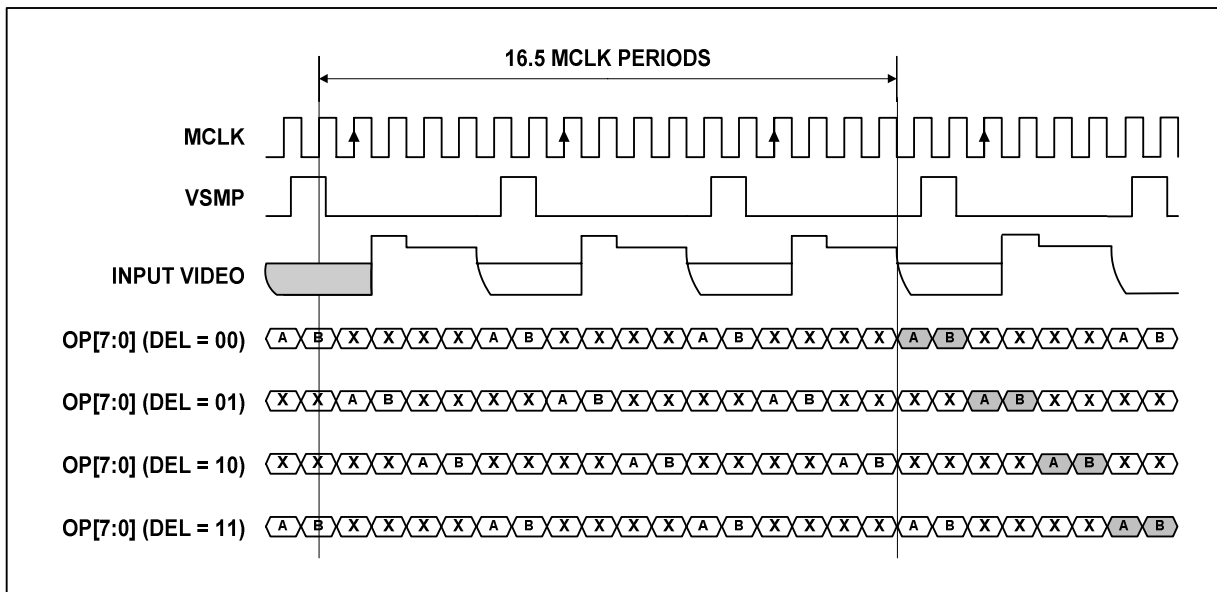 16.5 MCLK PERIODS
MCLK
VSMP
INPUT VIDEO
OP[7:0] (DEL = 00) A B X X X X A B X X X X A B X X X X A B X X X X A B
OP[7:0] (DEL = 01) X X A B X X X X A B X X X X A B X X X X A B X X X X
OP[7:0] (DEL = 10) X X X X A B X X X X A B X X X X A B X X X X A B X X
OP[7:0] (DEL = 11) A B X X X X A B X X X X A B X X X X A B X X X X A B